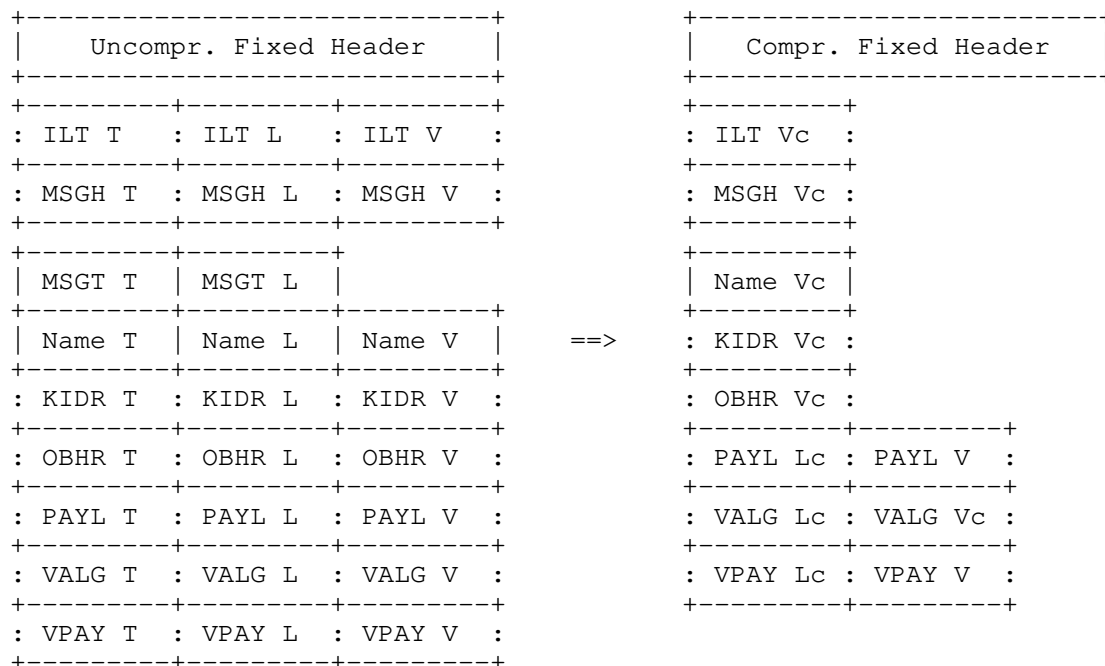 +-----------------------------+           +--------------------------
|    Uncompr. Fixed Header    |           |   Compr. Fixed Header   |
+-----------------------------+           +--------------------------
+---------+---------+---------+           +---------+
: ILT T   : ILT L   : ILT V   :           : ILT Vc  :
+---------+---------+---------+           +---------+
: MSGH T  : MSGH L  : MSGH V  :           : MSGH Vc :
+---------+---------+---------+           +---------+
+---------+---------+                     +---------+
| MSGT T  | MSGT L  |                     | Name Vc |
+---------+---------+---------+           +---------+
| Name T  | Name L  | Name V  |    ==>    : KIDR Vc :
+---------+---------+---------+           +---------+
: KIDR T  : KIDR L  : KIDR V  :           : OBHR Vc :
+---------+---------+---------+           +---------+---------+
: OBHR T  : OBHR L  : OBHR V  :           : PAYL Lc : PAYL V  :
+---------+---------+---------+           +---------+---------+
: PAYL T  : PAYL L  : PAYL V  :           : VALG Lc : VALG Vc :
+---------+---------+---------+           +---------+---------+
: VALG T  : VALG L  : VALG V  :           : VPAY Lc : VPAY V  :
+---------+---------+---------+           +---------+---------+
: VPAY T  : VPAY L  : VPAY V  :
+---------+---------+---------+